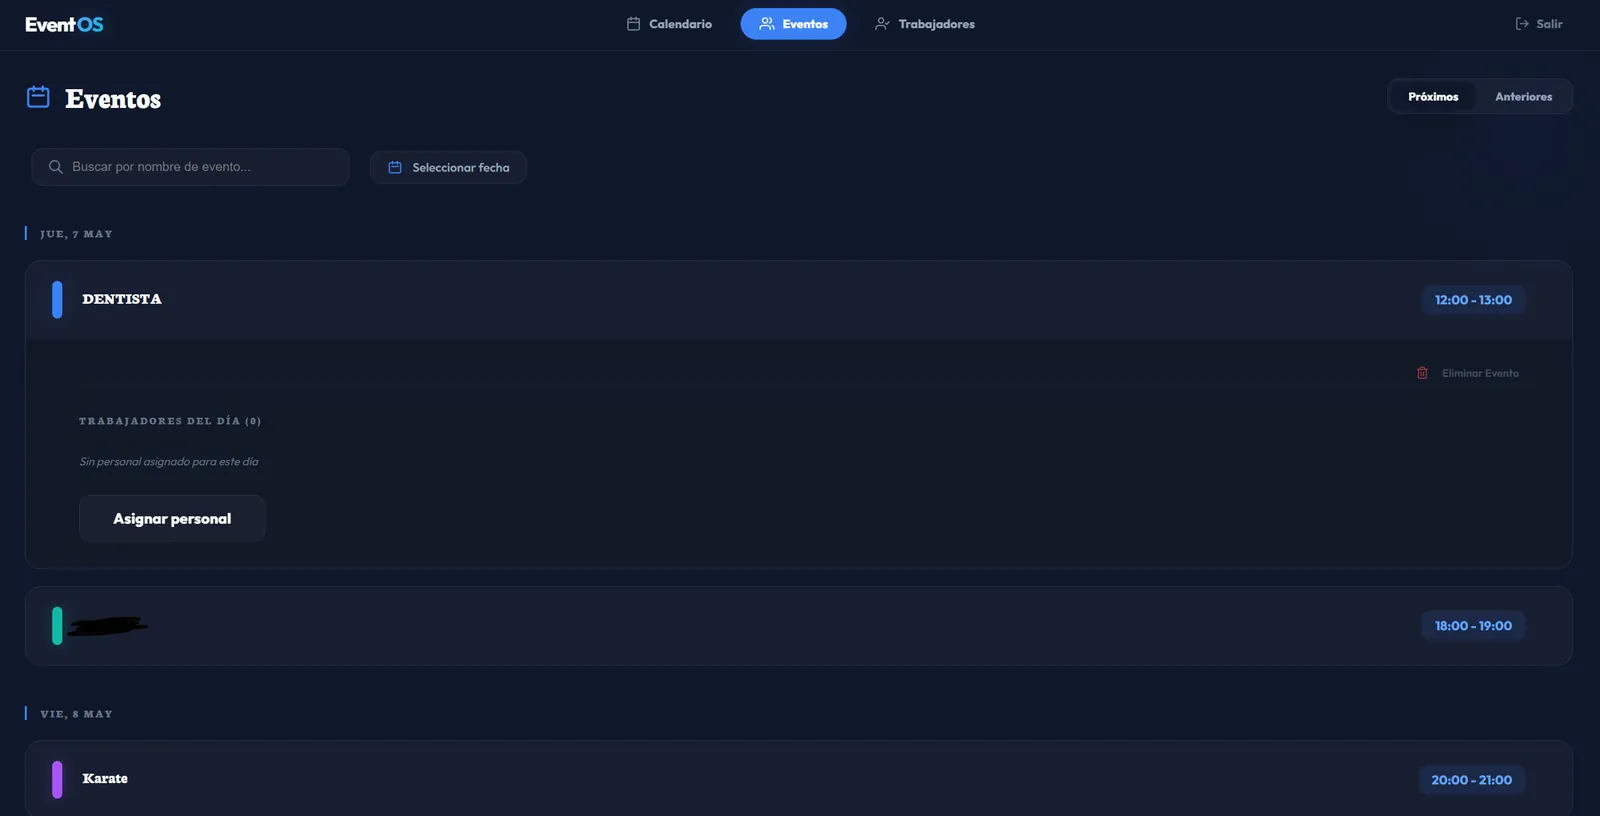 EventOS
Calendario
Eventos
Trabajadores
Salir
Eventos
Próximos
Anteriores
Buscar por nombre de evento...
Seleccionar fecha
JUE, 7 MAY
DENTISTA
12:00 - 13:00
Eliminar Evento
TRABAJADORES DEL DÍA (0)
Sin personal asignado para este día
Asignar personal
18:00 - 19:00
VIE, 8 MAY
Karate
20:00 - 21:00